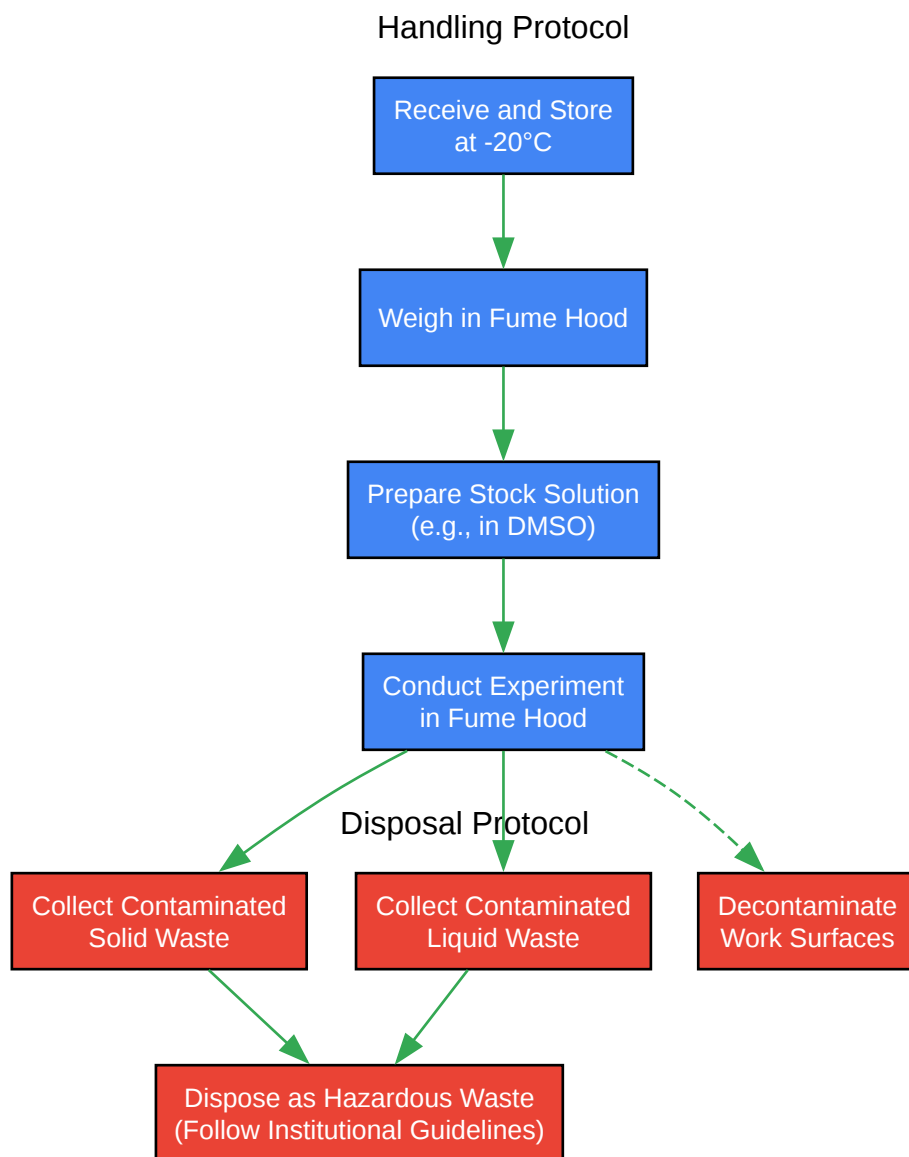 Handling Protocol
Receive and Store
at -20°C
Weigh in Fume Hood
Prepare Stock Solution
(e.g., in DMSO)
Conduct Experiment
in Fume Hood
Disposal Protocol
Collect Contaminated
Solid Waste
Collect Contaminated
Liquid Waste
Decontaminate
Work Surfaces
Dispose as Hazardous Waste
(Follow Institutional Guidelines)